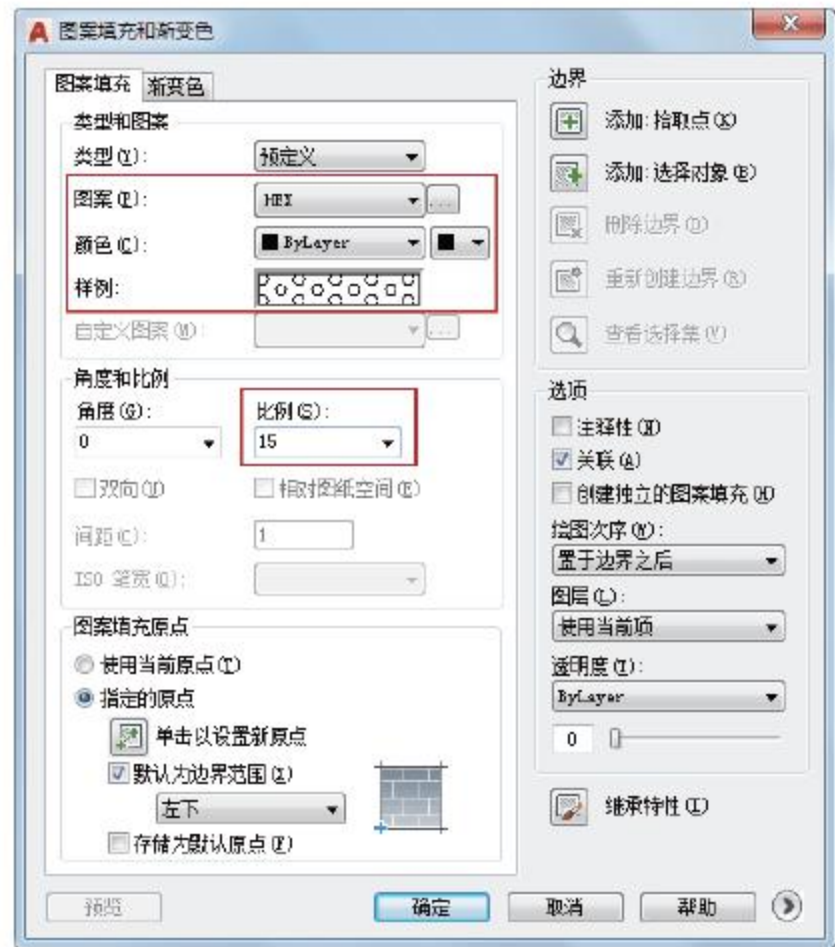 图案填充和渐变色
图案填充 渐变色
类型和图案
类型(Y): 预定义
图案(P): HEX ...
颜色(C): ByLayer
样例:
自定义图案(M): ...
角度和比例
角度(G): 比例(S):
0 15
双向(U) 相对图纸空间(E)
间距(C): 1
ISO 笔宽(O):
图案填充原点
使用当前原点(T)
指定的原点
单击以设置新原点
默认为边界范围(X)
左下
存储为默认原点(F)
边界
添加:拾取点(K)
添加:选择对象(B)
删除边界(D)
重新创建边界(R)
查看选择集(V)
选项
注释性(N)
关联(A)
创建独立的图案填充(H)
绘图次序(W):
置于边界之后
图层(L):
使用当前项
透明度(T):
ByLayer
0
继承特性(I)
预览 确定 取消 帮助